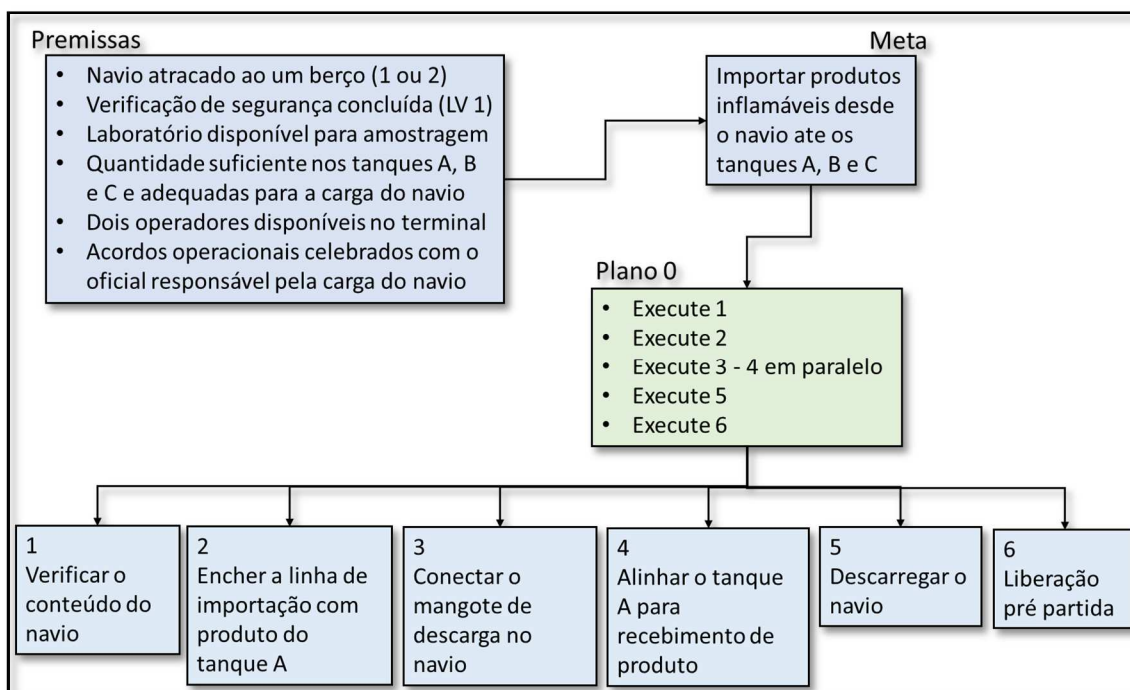 Premissas
• Navio atracado ao um berço (1 ou 2)
• Verificação de segurança concluída (LV 1)
• Laboratório disponível para amostragem
• Quantidade suficiente nos tanques A, B
e C e adequadas para a carga do navio
• Dois operadores disponíveis no terminal
• Acordos operacionais celebrados com o
oficial responsável pela carga do navio
Meta
Importar produtos
inflamáveis desde
o navio ate os
tanques A, B e C
Plano 0
• Execute 1
• Execute 2
• Execute 3 - 4 em paralelo
• Execute 5
• Execute 6
1
Verificar o
conteúdo do
navio
2
Encher a linha de
importação com
produto do
tanque A
3
Conectar o
mangote de
descarga no
navio
4
Alinhar o tanque
A para
recebimento de
produto
5
Descarregar o
navio
6
Liberação
pré partida